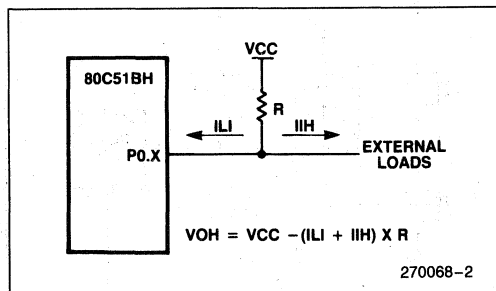 VCC
80C51BH
R
ILI IIH
P0.X
EXTERNAL
LOADS
VOH = VCC –(ILI + IIH) X R
270068–2